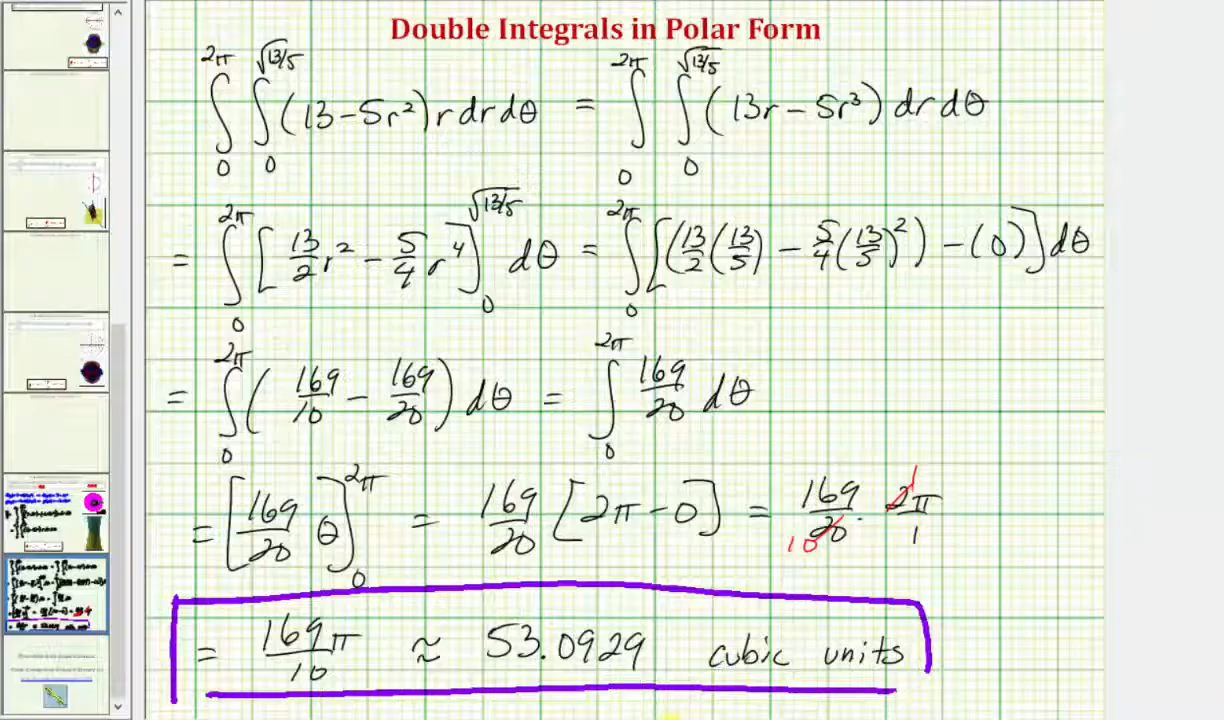 Double Integrals in Polar Form
∫₀^2π ∫₀^√13/5 (13 - 5r²) r dr dθ = ∫₀^2π ∫₀^√13/5 (13r - 5r³) dr dθ
= ∫₀^2π [13/2 r² - 5/4 r⁴]₀^√13/5 dθ = ∫₀^2π [(13/2 (13/5) - 5/4 (13/5)²) - (0)] dθ
= ∫₀^2π (169/10 - 169/20) dθ = ∫₀^2π 169/20 dθ
= [169/20 θ]₀^2π = 169/20 [2π - 0] = 169/20 · 2π/1
10 1
= 169π/10 ≈ 53.0929 cubic units